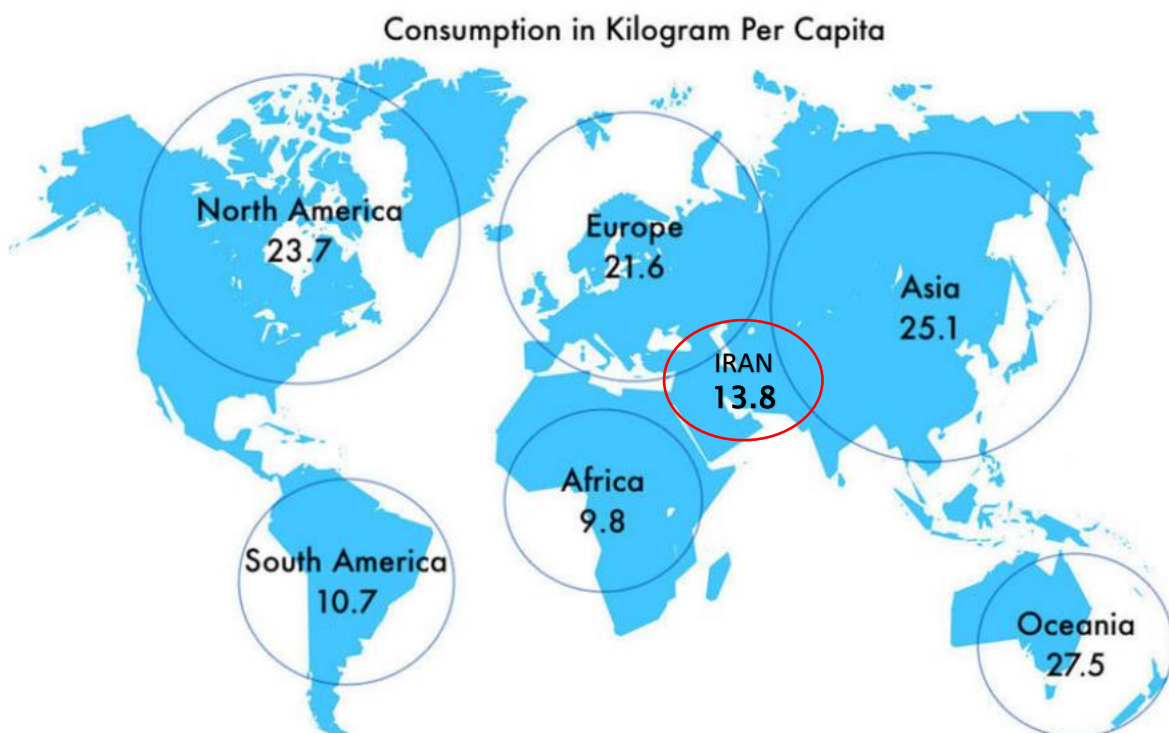 Consumption in Kilogram Per Capita
North America
23.7
Europe
21.6
Asia
25.1
IRAN
13.8
Africa
9.8
South America
10.7
Oceania
27.5